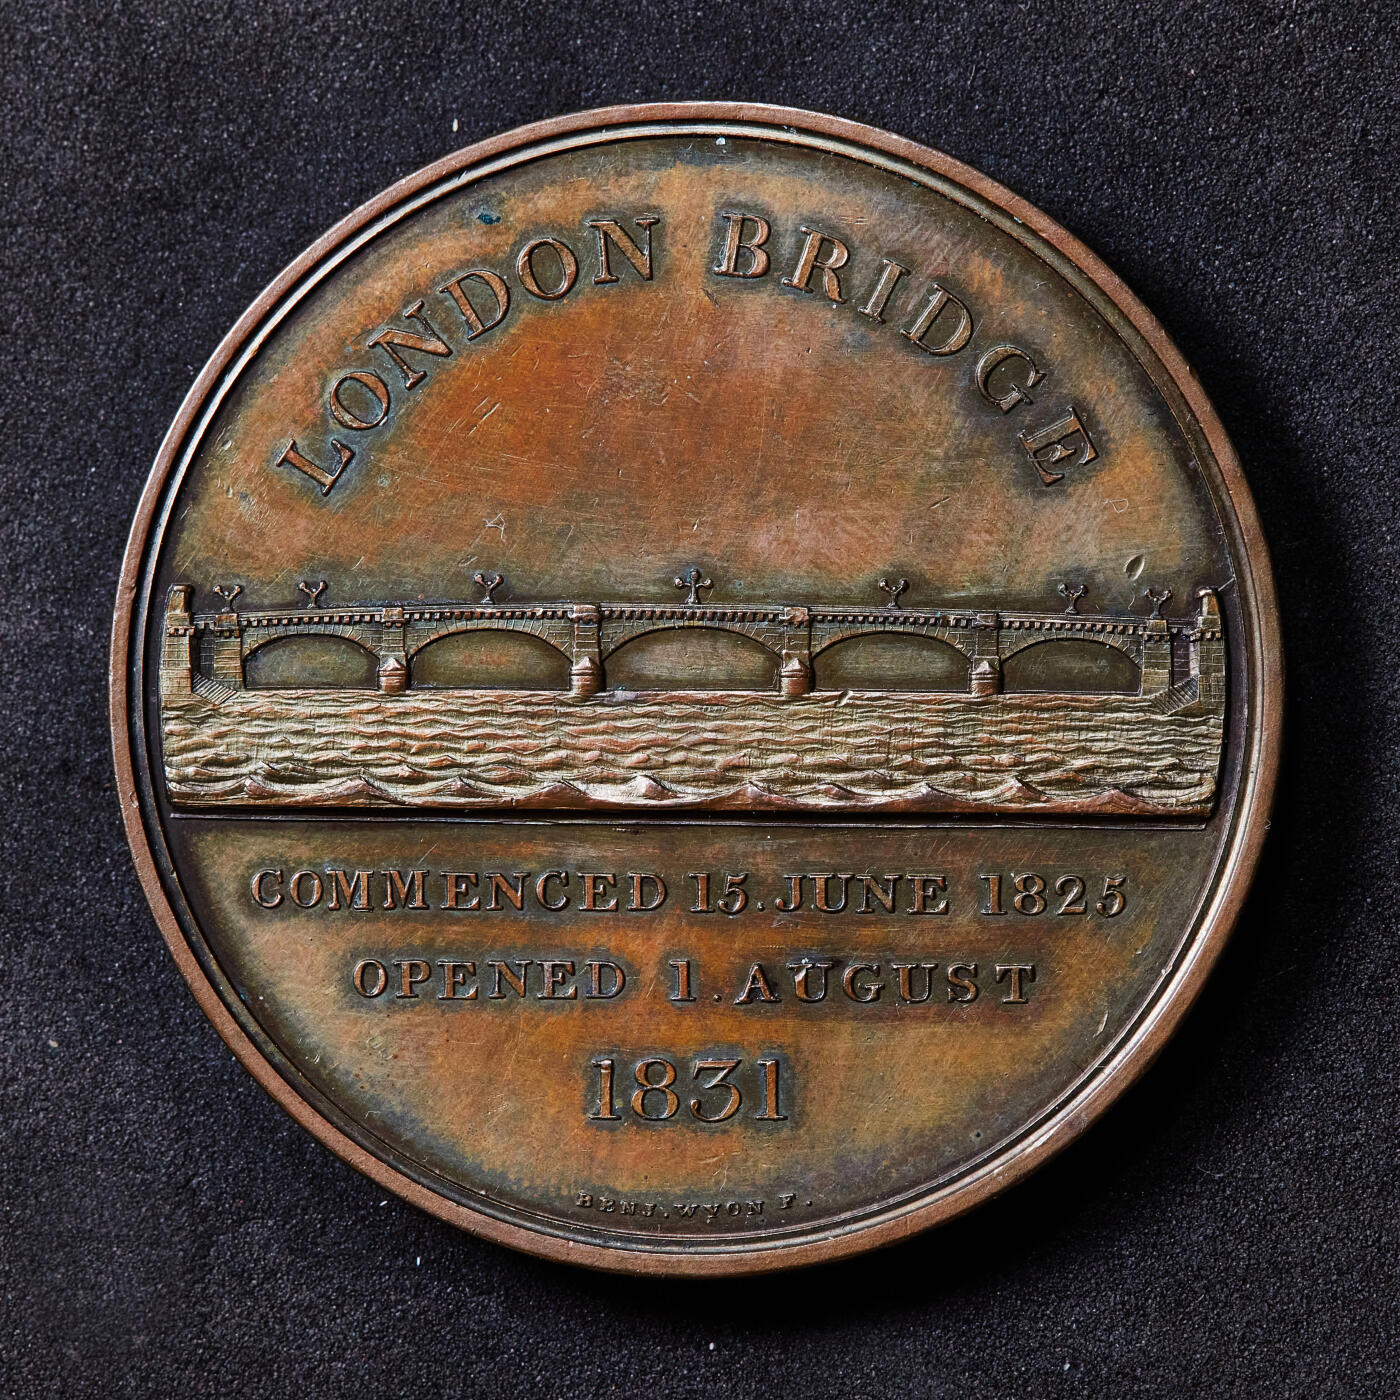 LONDON BRIDGE
COMMENCED 15.JUNE 1825
OPENED 1.AUGUST
1831
BENJ.WYON F.